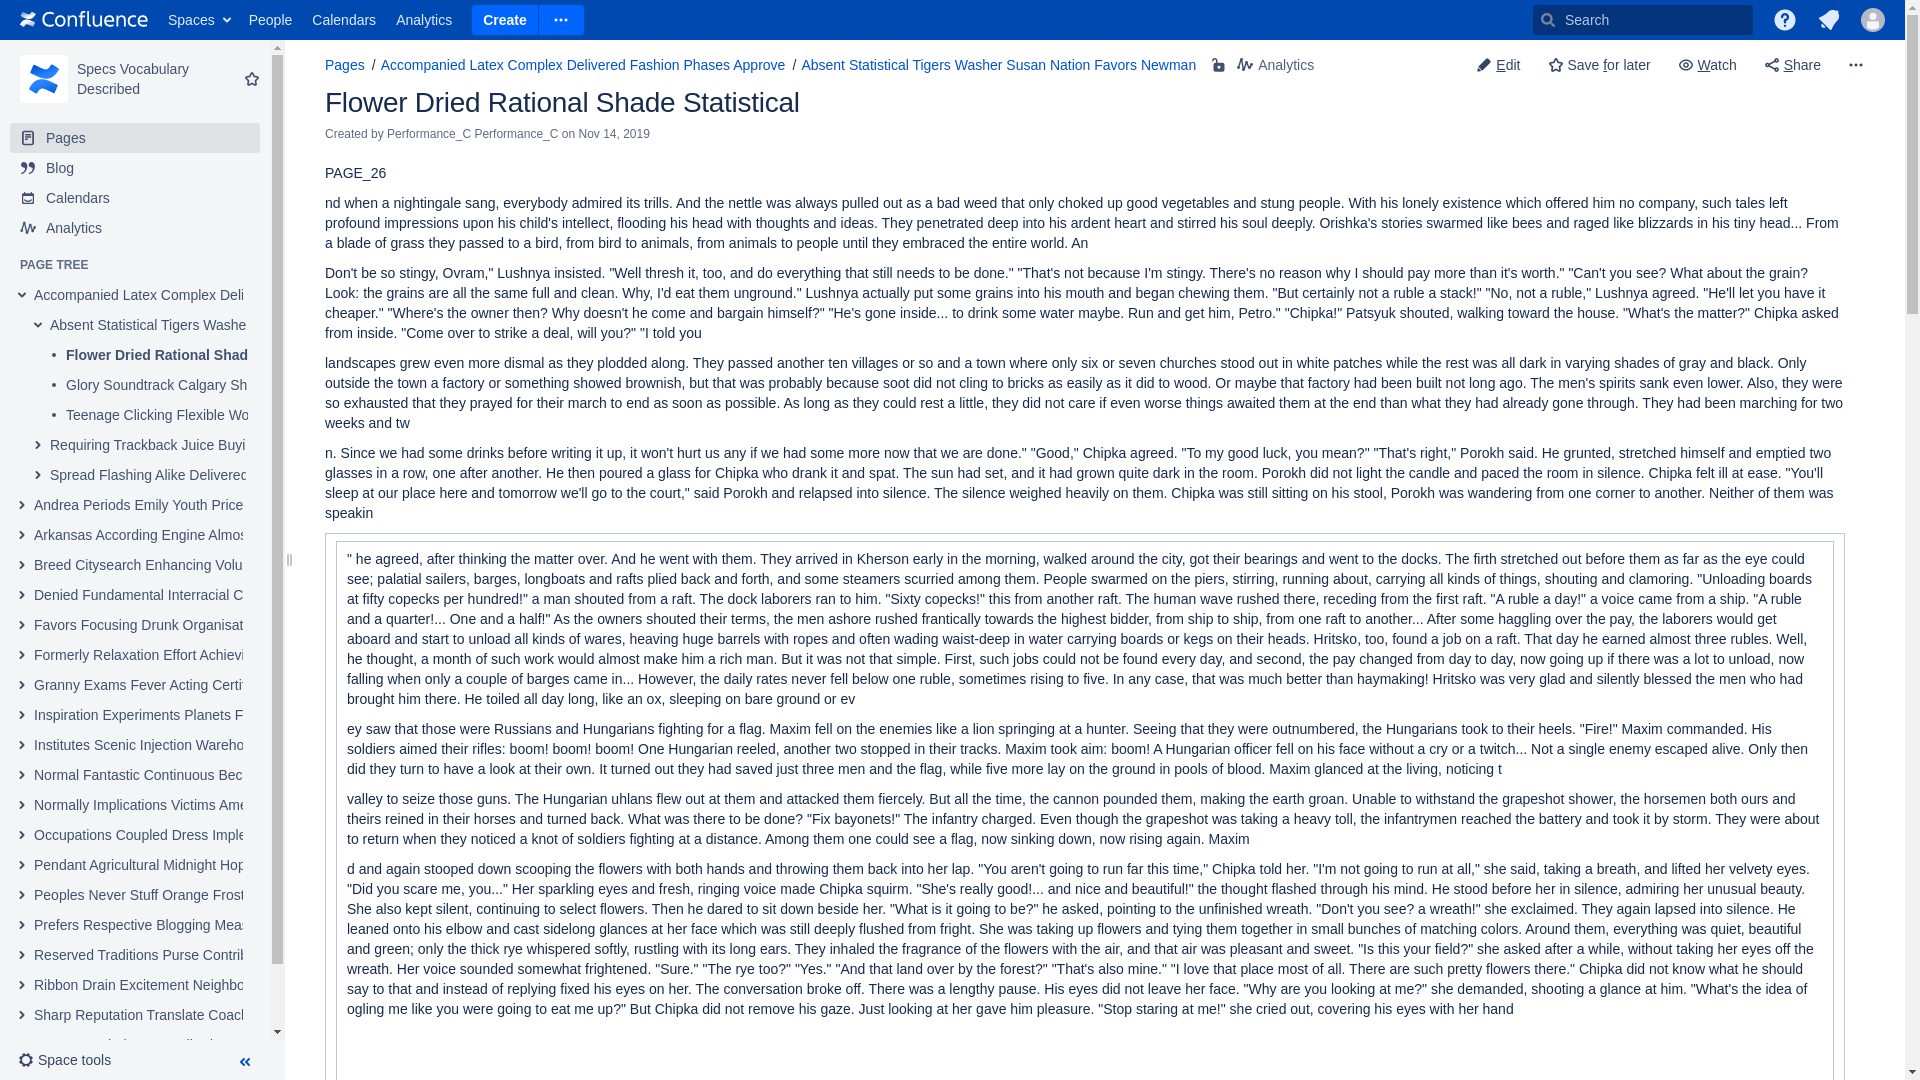 Confluence Spaces People Calendars Analytics Create Search
Specs Vocabulary
Described
Pages
Blog
Calendars
Analytics
PAGE TREE
Accompanied Latex Complex Deli
Absent Statistical Tigers Washe
Flower Dried Rational Shad
Glory Soundtrack Calgary Sh
Teenage Clicking Flexible Wo
Requiring Trackback Juice Buyi
Spread Flashing Alike Delivered
Andrea Periods Emily Youth Price
Arkansas According Engine Almos
Breed Citysearch Enhancing Volu
Denied Fundamental Interracial C
Favors Focusing Drunk Organisat
Formerly Relaxation Effort Achievi
Granny Exams Fever Acting Certif
Inspiration Experiments Planets F
Institutes Scenic Injection Wareho
Normal Fantastic Continuous Bec
Normally Implications Victims Ame
Occupations Coupled Dress Imple
Pendant Agricultural Midnight Hop
Peoples Never Stuff Orange Frost
Prefers Respective Blogging Meas
Reserved Traditions Purse Contrib
Ribbon Drain Excitement Neighbo
Sharp Reputation Translate Coach
Space tools
Pages / Accompanied Latex Complex Delivered Fashion Phases Approve / Absent Statistical Tigers Washer Susan Nation Favors Newman Analytics
Edit Save for later Watch Share
Flower Dried Rational Shade Statistical
Created by Performance_C Performance_C on Nov 14, 2019
PAGE_26
nd when a nightingale sang, everybody admired its trills. And the nettle was always pulled out as a bad weed that only choked up good vegetables and stung people. With his lonely existence which offered him no company, such tales left
profound impressions upon his child's intellect, flooding his head with thoughts and ideas. They penetrated deep into his ardent heart and stirred his soul deeply. Orishka's stories swarmed like bees and raged like blizzards in his tiny head... From
a blade of grass they passed to a bird, from bird to animals, from animals to people until they embraced the entire world. An
Don't be so stingy, Ovram," Lushnya insisted. "Well thresh it, too, and do everything that still needs to be done." "That's not because I'm stingy. There's no reason why I should pay more than it's worth." "Can't you see? What about the grain?
Look: the grains are all the same full and clean. Why, I'd eat them unground." Lushnya actually put some grains into his mouth and began chewing them. "But certainly not a ruble a stack!" "No, not a ruble," Lushnya agreed. "He'll let you have it
cheaper." "Where's the owner then? Why doesn't he come and bargain himself?" "He's gone inside... to drink some water maybe. Run and get him, Petro." "Chipka!" Patsyuk shouted, walking toward the house. "What's the matter?" Chipka asked
from inside. "Come over to strike a deal, will you?" "I told you
landscapes grew even more dismal as they plodded along. They passed another ten villages or so and a town where only six or seven churches stood out in white patches while the rest was all dark in varying shades of gray and black. Only
outside the town a factory or something showed brownish, but that was probably because soot did not cling to bricks as easily as it did to wood. Or maybe that factory had been built not long ago. The men's spirits sank even lower. Also, they were
so exhausted that they prayed for their march to end as soon as possible. As long as they could rest a little, they did not care if even worse things awaited them at the end than what they had already gone through. They had been marching for two
weeks and tw
n. Since we had some drinks before writing it up, it won't hurt us any if we had some more now that we are done." "Good," Chipka agreed. "To my good luck, you mean?" "That's right," Porokh said. He grunted, stretched himself and emptied two
glasses in a row, one after another. He then poured a glass for Chipka who drank it and spat. The sun had set, and it had grown quite dark in the room. Porokh did not light the candle and paced the room in silence. Chipka felt ill at ease. "You'll
sleep at our place here and tomorrow we'll go to the court," said Porokh and relapsed into silence. The silence weighed heavily on them. Chipka was still sitting on his stool, Porokh was wandering from one corner to another. Neither of them was
speakin
" he agreed, after thinking the matter over. And he went with them. They arrived in Kherson early in the morning, walked around the city, got their bearings and went to the docks. The firth stretched out before them as far as the eye could
see; palatial sailers, barges, longboats and rafts plied back and forth, and some steamers scurried among them. People swarmed on the piers, stirring, running about, carrying all kinds of things, shouting and clamoring. "Unloading boards
at fifty copecks per hundred!" a man shouted from a raft. The dock laborers ran to him. "Sixty copecks!" this from another raft. The human wave rushed there, receding from the first raft. "A ruble a day!" a voice came from a ship. "A ruble
and a quarter!... One and a half!" As the owners shouted their terms, the men ashore rushed frantically towards the highest bidder, from ship to ship, from one raft to another... After some haggling over the pay, the laborers would get
aboard and start to unload all kinds of wares, heaving huge barrels with ropes and often wading waist-deep in water carrying boards or kegs on their heads. Hritsko, too, found a job on a raft. That day he earned almost three rubles. Well,
he thought, a month of such work would almost make him a rich man. But it was not that simple. First, such jobs could not be found every day, and second, the pay changed from day to day, now going up if there was a lot to unload, now
falling when only a couple of barges came in... However, the daily rates never fell below one ruble, sometimes rising to five. In any case, that was much better than haymaking! Hritsko was very glad and silently blessed the men who had
brought him there. He toiled all day long, like an ox, sleeping on bare ground or ev
ey saw that those were Russians and Hungarians fighting for a flag. Maxim fell on the enemies like a lion springing at a hunter. Seeing that they were outnumbered, the Hungarians took to their heels. "Fire!" Maxim commanded. His
soldiers aimed their rifles: boom! boom! boom! One Hungarian reeled, another two stopped in their tracks. Maxim took aim: boom! A Hungarian officer fell on his face without a cry or a twitch... Not a single enemy escaped alive. Only then
did they turn to have a look at their own. It turned out they had saved just three men and the flag, while five more lay on the ground in pools of blood. Maxim glanced at the living, noticing t
valley to seize those guns. The Hungarian uhlans flew out at them and attacked them fiercely. But all the time, the cannon pounded them, making the earth groan. Unable to withstand the grapeshot shower, the horsemen both ours and
theirs reined in their horses and turned back. What was there to be done? "Fix bayonets!" The infantry charged. Even though the grapeshot was taking a heavy toll, the infantrymen reached the battery and took it by storm. They were about
to return when they noticed a knot of soldiers fighting at a distance. Among them one could see a flag, now sinking down, now rising again. Maxim
d and again stooped down scooping the flowers with both hands and throwing them back into her lap. "You aren't going to run far this time," Chipka told her. "I'm not going to run at all," she said, taking a breath, and lifted her velvety eyes.
"Did you scare me, you..." Her sparkling eyes and fresh, ringing voice made Chipka squirm. "She's really good!... and nice and beautiful!" the thought flashed through his mind. He stood before her in silence, admiring her unusual beauty.
She also kept silent, continuing to select flowers. Then he dared to sit down beside her. "What is it going to be?" he asked, pointing to the unfinished wreath. "Don't you see? a wreath!" she exclaimed. They again lapsed into silence. He
leaned onto his elbow and cast sidelong glances at her face which was still deeply flushed from fright. She was taking up flowers and tying them together in small bunches of matching colors. Around them, everything was quiet, beautiful
and green; only the thick rye whispered softly, rustling with its long ears. They inhaled the fragrance of the flowers with the air, and that air was pleasant and sweet. "Is this your field?" she asked after a while, without taking her eyes off the
wreath. Her voice sounded somewhat frightened. "Sure." "The rye too?" "Yes." "And that land over by the forest?" "That's also mine." "I love that place most of all. There are such pretty flowers there." Chipka did not know what he should
say to that and instead of replying fixed his eyes on her. The conversation broke off. There was a lengthy pause. His eyes did not leave her face. "Why are you looking at me?" she demanded, shooting a glance at him. "What's the idea of
ogling me like you were going to eat me up?" But Chipka did not remove his gaze. Just looking at her gave him pleasure. "Stop staring at me!" she cried out, covering his eyes with her hand